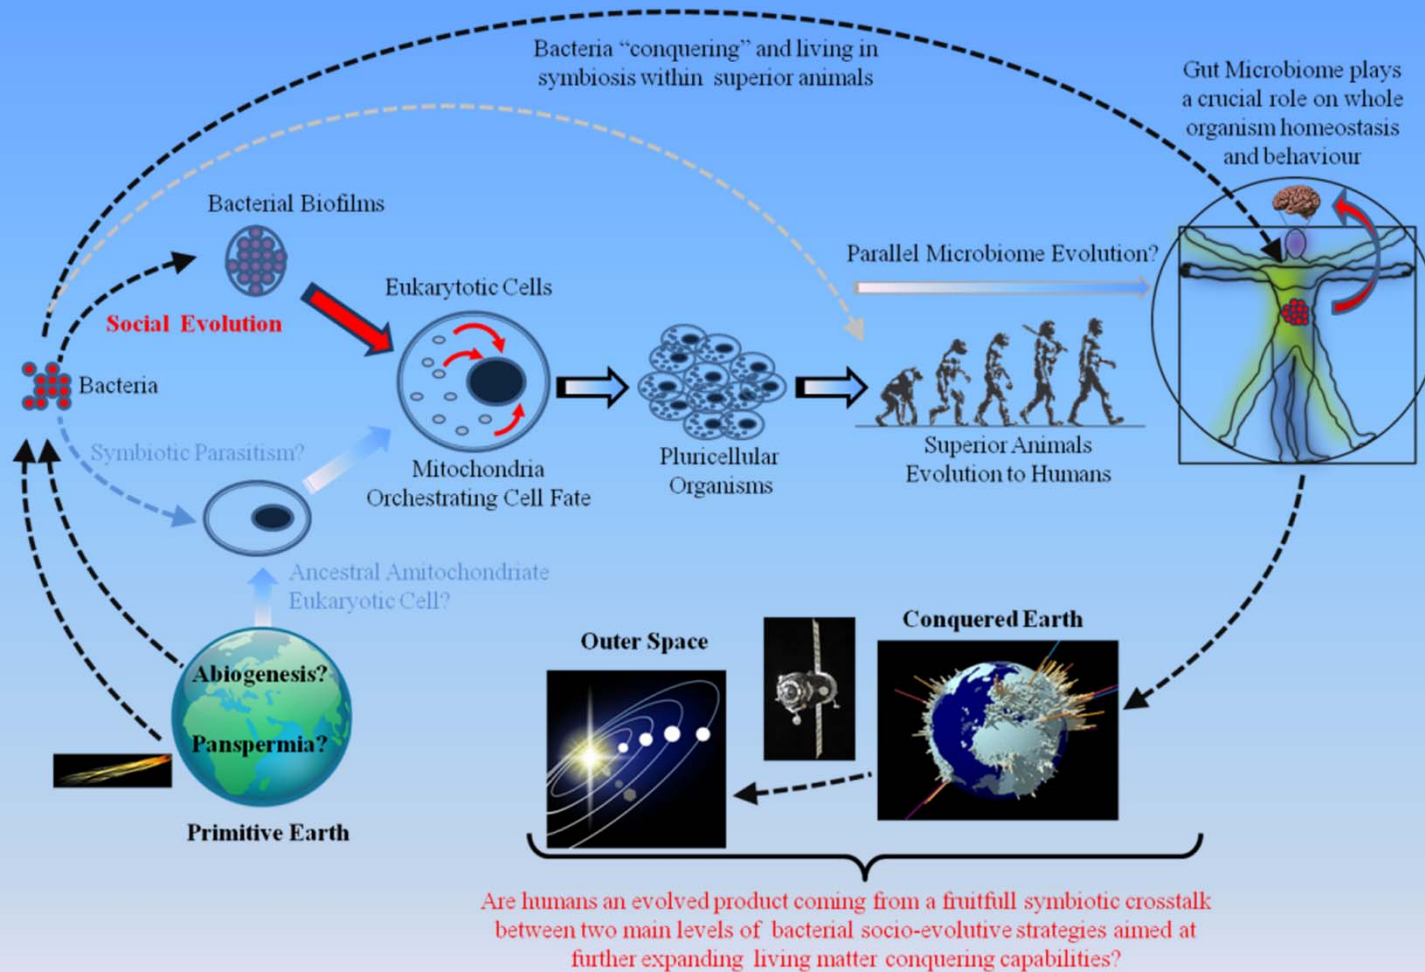 Bacteria “conquering” and living in
symbiosis within superior animals
Gut Microbiome plays
a crucial role on whole
organism homeostasis
and behaviour
Bacterial Biofilms
Parallel Microbiome Evolution?
Eukarytotic Cells
Social Evolution
Bacteria
Symbiotic Parasitism?
Mitochondria
Orchestrating Cell Fate
Pluricellular
Organisms
Superior Animals
Evolution to Humans
Ancestral Amitochondriate
Eukaryotic Cell?
Abiogenesis?
Panspermia?
Primitive Earth
Outer Space
Conquered Earth
Are humans an evolved product coming from a fruitfull symbiotic crosstalk
between two main levels of bacterial socio-evolutive strategies aimed at
further expanding living matter conquering capabilities?